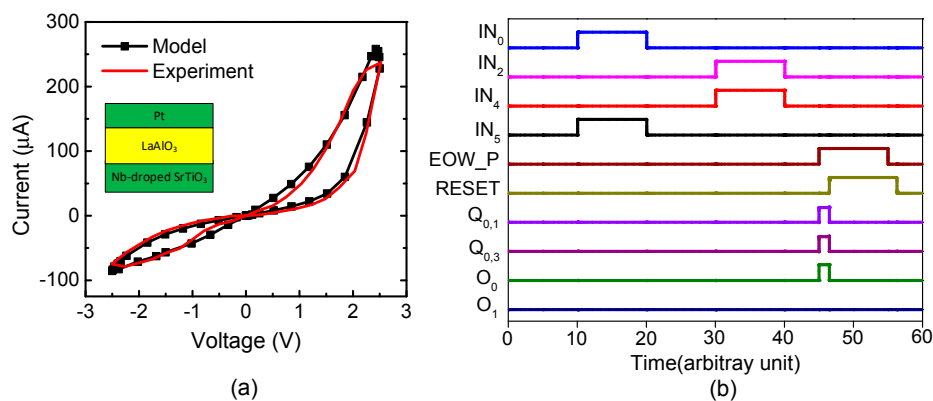 (a)
300
200
100
0
-100
-3 -2 -1 0 1 2 3
Current (μA)
Voltage (V)
Model
Experiment
Pt
LaAlO3
Nb-droped SrTiO3
(b)
IN0
IN2
IN4
IN5
EOW_P
RESET
Q0,1
Q0,3
O0
O1
0 10 20 30 40 50 60
Time(arbitray unit)
(a)
(b)